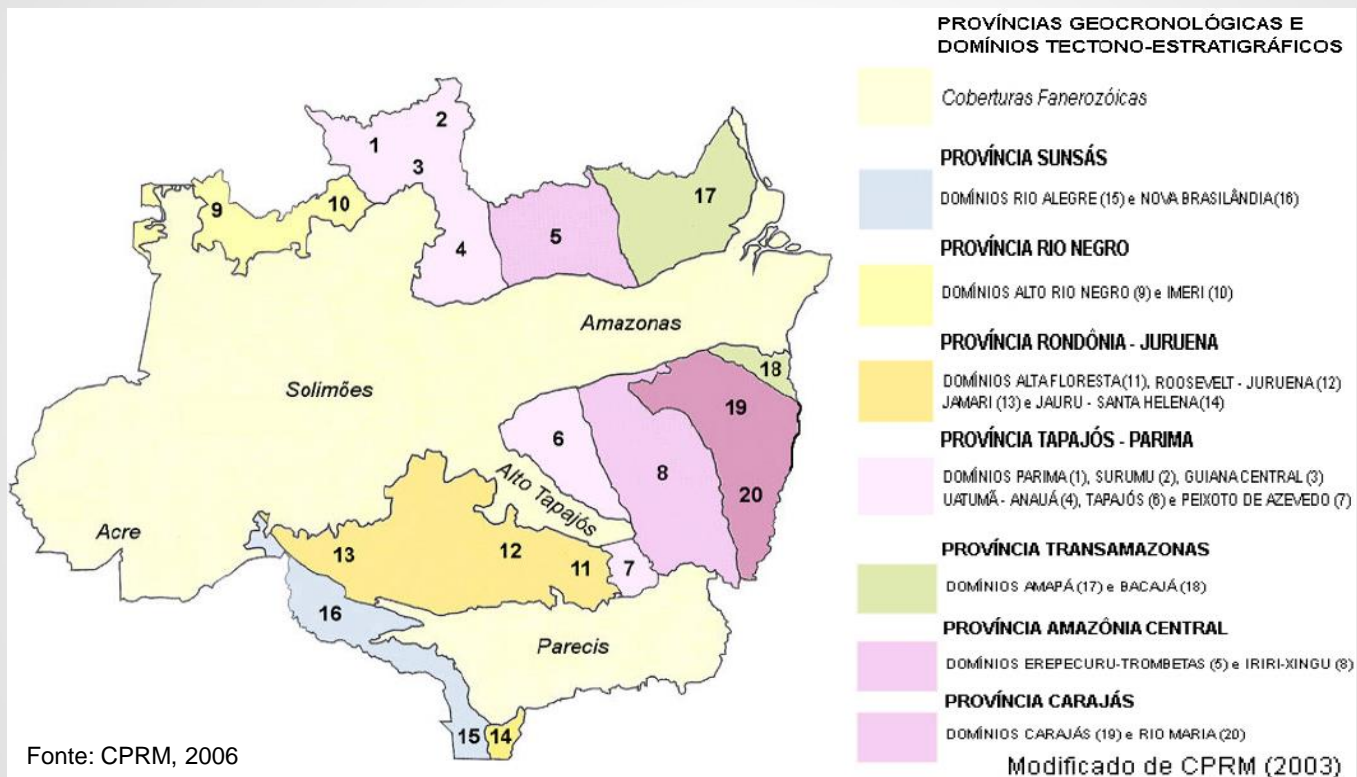 PROVÍNCIAS GEOCRONOLÓGICAS E
DOMÍNIOS TECTONO-ESTRATIGRÁFICOS
Coberturas Fanerozóicas
PROVÍNCIA SUNSÁS
DOMÍNIOS RIO ALEGRE (15) e NOVA BRASILÂNDIA (16)
PROVÍNCIA RIO NEGRO
DOMÍNIOS ALTO RIO NEGRO (9) e IMERI (10)
PROVÍNCIA RONDÔNIA - JURUENA
DOMÍNIOS ALTA FLORESTA (11), ROOSEVELT - JURUENA (12)
JAMARI (13) e JAURU - SANTA HELENA (14)
PROVÍNCIA TAPAJÓS - PARIMA
DOMÍNIOS PARIMA (1), SURUMU (2), GUIANA CENTRAL (3)
UATUMÃ - ANAUÁ (4), TAPAJÓS (6) e PEIXOTO DE AZEVEDO (7)
PROVÍNCIA TRANSAMAZONAS
DOMÍNIOS AMAPÁ (17) e BACAJÁ (18)
PROVÍNCIA AMAZÔNIA CENTRAL
DOMÍNIOS EREPECURU-TROMBETAS (5) e IRIRI-XINGU (8)
PROVÍNCIA CARAJÁS
DOMÍNIOS CARAJÁS (19) e RIO MARIA (20)
Modificado de CPRM (2003)
1
2
3
4
5
17
9
10
Amazonas
Solimões
18
19
6
8
20
Alto Tapajós
Acre
13
12
11
7
16
Parecis
15
14
Fonte: CPRM, 2006